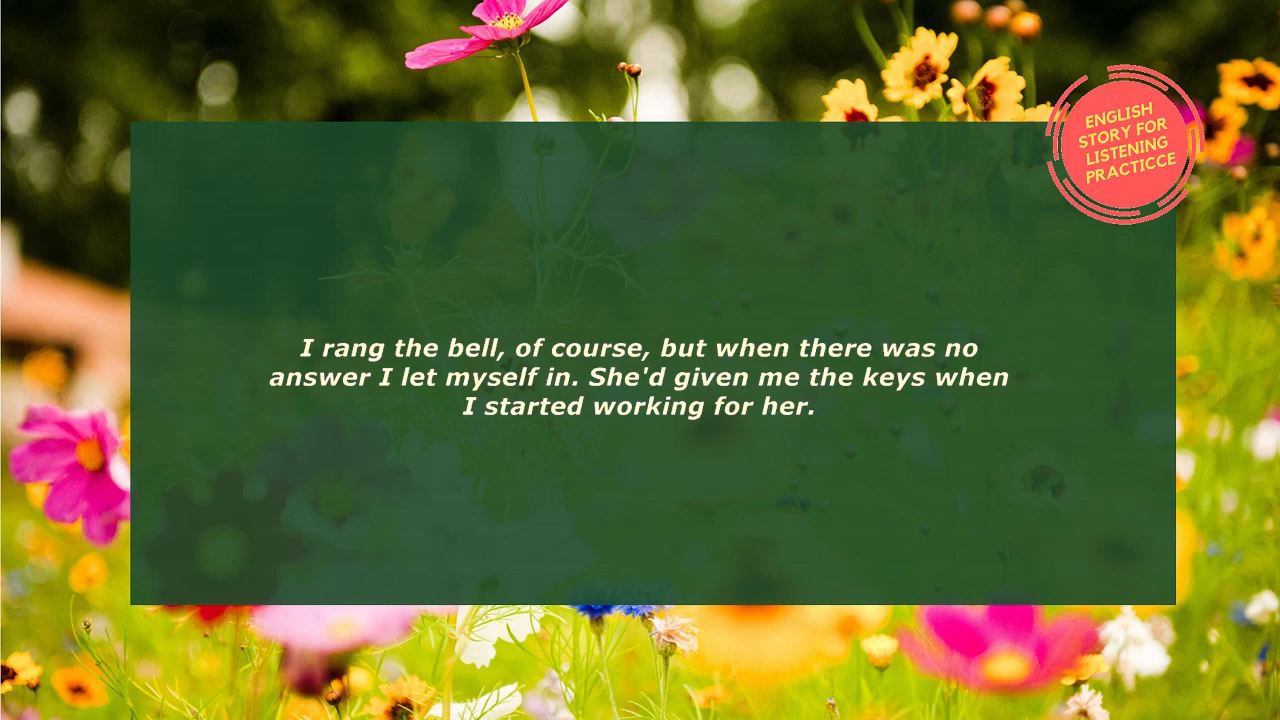 ENGLISH
STORY FOR
LISTENING
PRACTICCE
I rang the bell, of course, but when there was no
answer I let myself in. She'd given me the keys when
I started working for her.